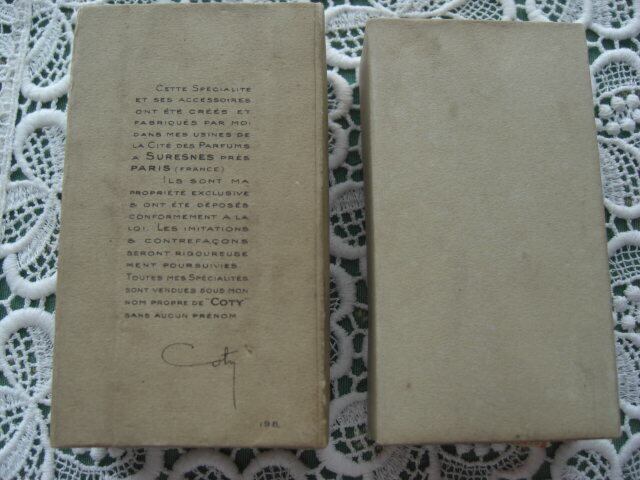 CETTE SPÉCIALITÉ
ET SES ACCESSOIRES
ONT ÉTÉ CRÉÉS ET
FABRIQUÉS PAR MOI
DANS MES USINES DE
LA CITÉ DES PARFUMS
A SURESNES PRÈS
PARIS (FRANCE)
ILS SONT MA
PROPRIÉTÉ EXCLUSIVE
& ONT ÉTÉ DÉPOSÉS
CONFORMEMENT A LA
LOI. LES IMITATIONS
& CONTREFAÇONS
SERONT RIGOUREUSE
MENT POURSUIVIES.
TOUTES MES SPÉCIALITÉS
SONT VENDUES SOUS MON
NOM PROPRE DE "COTY"
SANS AUCUN PRÉNOM
Coty
198.